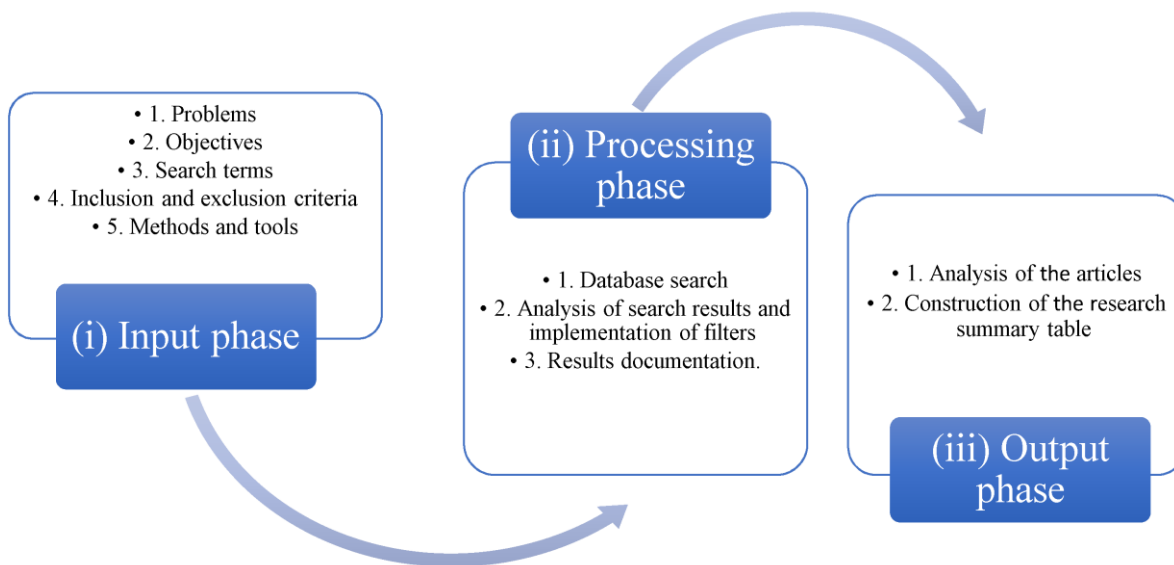 • 1. Problems
• 2. Objectives
• 3. Search terms
• 4. Inclusion and exclusion criteria
• 5. Methods and tools
(i) Input phase
(ii) Processing
phase
• 1. Database search
• 2. Analysis of search results and
implementation of filters
• 3. Results documentation.
• 1. Analysis of the articles
• 2. Construction of the research
summary table
(iii) Output
phase